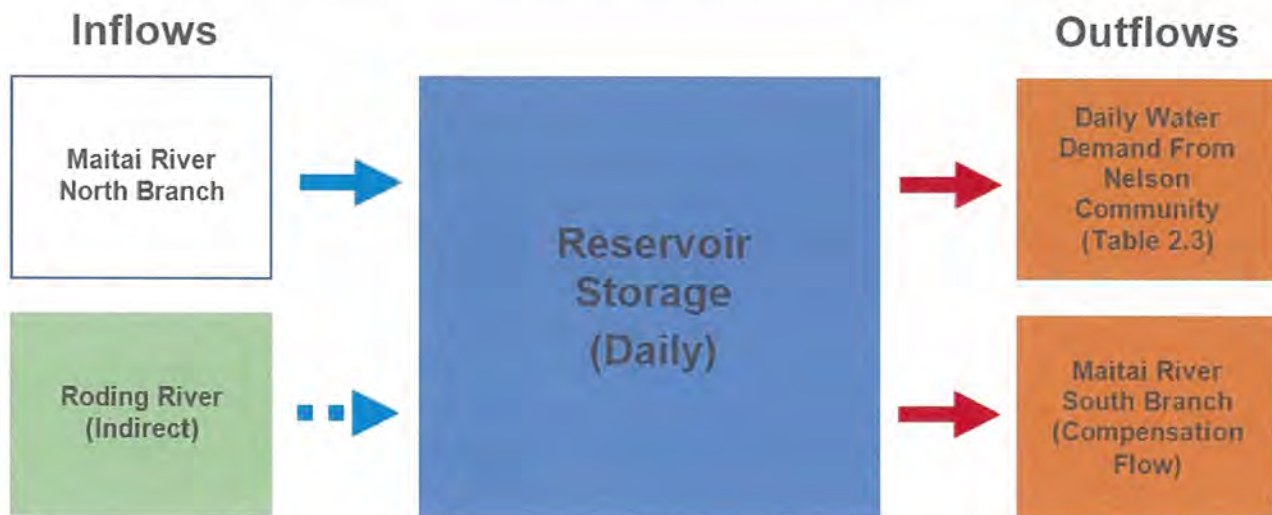 Inflows
Maitai River
North Branch
Roding River
(Indirect)
Reservoir
Storage
(Daily)
Outflows
Daily Water
Demand From
Nelson
Community
(Table 2.3)
Maitai River
South Branch
(Compensation
Flow)